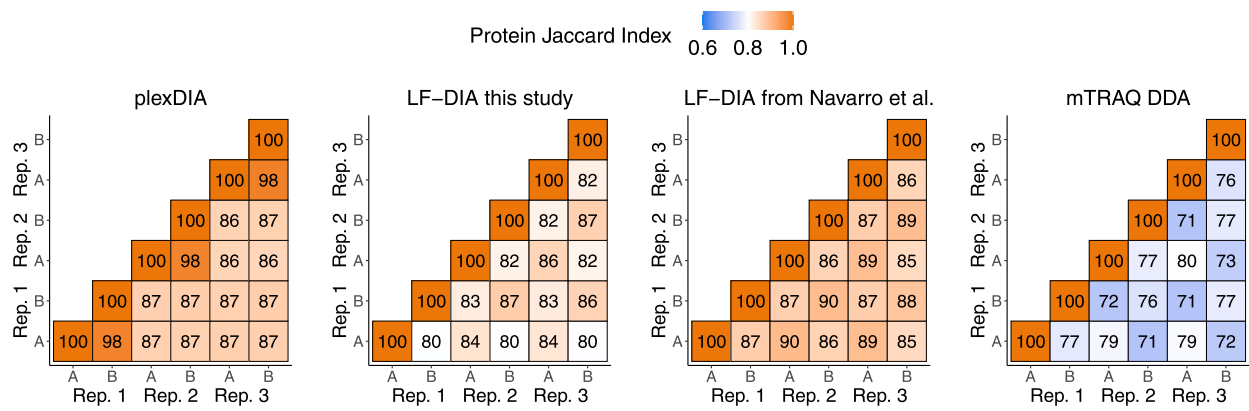 Protein Jaccard Index
0.6 0.8 1.0
plexDIA
LF−DIA this study
LF−DIA from Navarro et al.
mTRAQ DDA
Rep. 3
B
100
A
100 98
Rep. 2
B
100 86 87
A
100 98 86 86
Rep. 1
B
100 87 87 87 87
A
100 98 87 87 87 87
A B A B A B
Rep. 1 Rep. 2 Rep. 3
Rep. 3
B
100
A
100 82
Rep. 2
B
100 82 87
A
100 82 86 82
Rep. 1
B
100 83 87 83 86
A
100 80 84 80 84 80
A B A B A B
Rep. 1 Rep. 2 Rep. 3
Rep. 3
B
100
A
100 86
Rep. 2
B
100 87 89
A
100 86 89 85
Rep. 1
B
100 87 90 87 88
A
100 87 90 86 89 85
A B A B A B
Rep. 1 Rep. 2 Rep. 3
Rep. 3
B
100
A
100 76
Rep. 2
B
100 71 77
A
100 77 80 73
Rep. 1
B
100 72 76 71 77
A
100 77 79 71 79 72
A B A B A B
Rep. 1 Rep. 2 Rep. 3